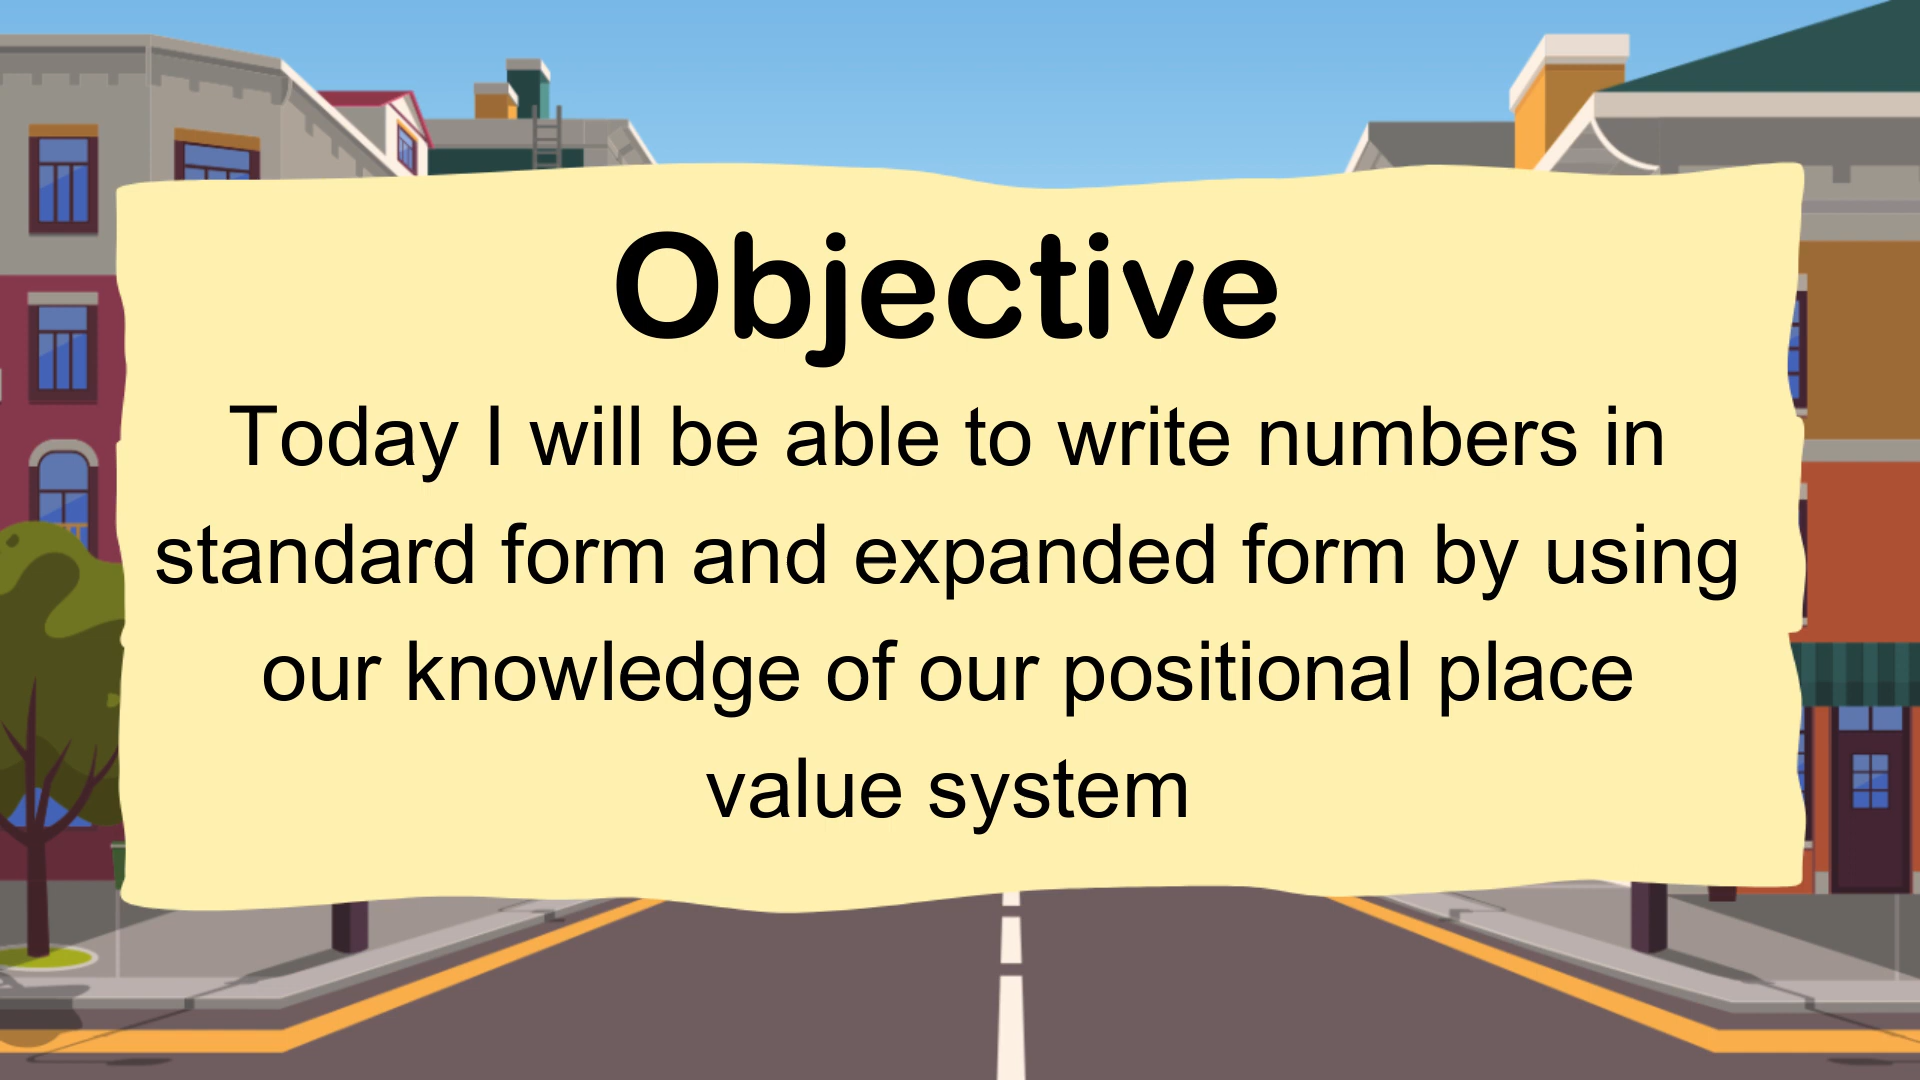 Objective
Today I will be able to write numbers in
standard form and expanded form by using
our knowledge of our positional place
value system